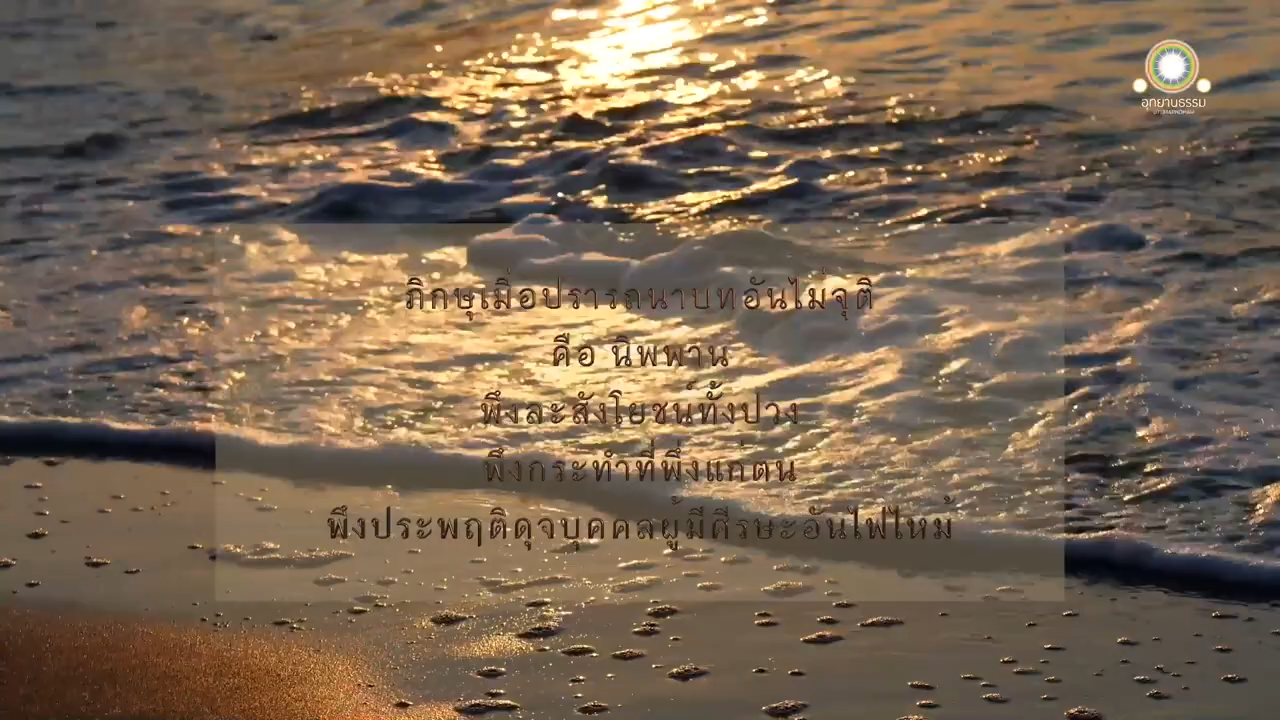 อุทยานธรรม
ภิกษุเมื่อปรารถนาบทอันไม่จุติ
คือ นิพพาน
พึงละสังโยชน์ทั้งปวง
พึงกระทำที่พึ่งแก่ตน
พึงประพฤติดุจบุคคลผู้มีศีรษะอันไฟไหม้